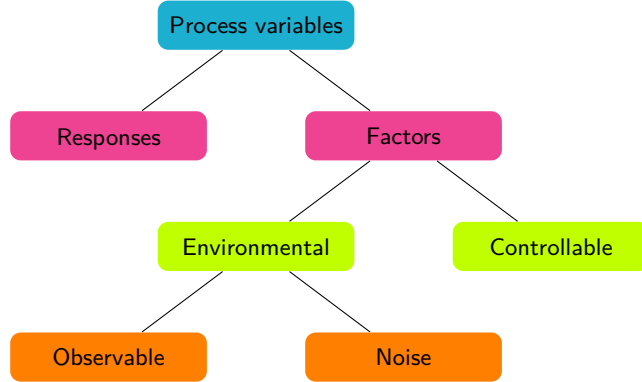 Process variables
Responses
Factors
Environmental
Controllable
Observable
Noise